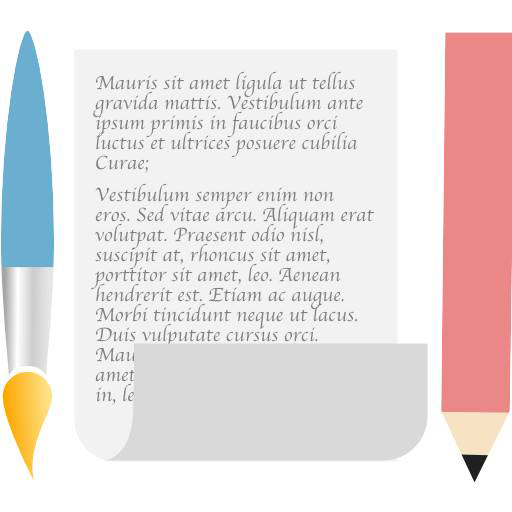 Mauris sit amet ligula ut tellus
gravida mattis. Vestibulum ante
ipsum primis in faucibus orci
luctus et ultrices posuere cubilia
Curae;
Vestibulum semper enim non
eros. Sed vitae arcu. Aliquam erat
volutpat. Praesent odio nisl,
suscipit at, rhoncus sit amet,
porttitor sit amet, leo. Aenean
hendrerit est. Etiam ac augue.
Morbi tincidunt neque ut lacus.
Duis vulputate cursus orci.
Mau
amet
in, le